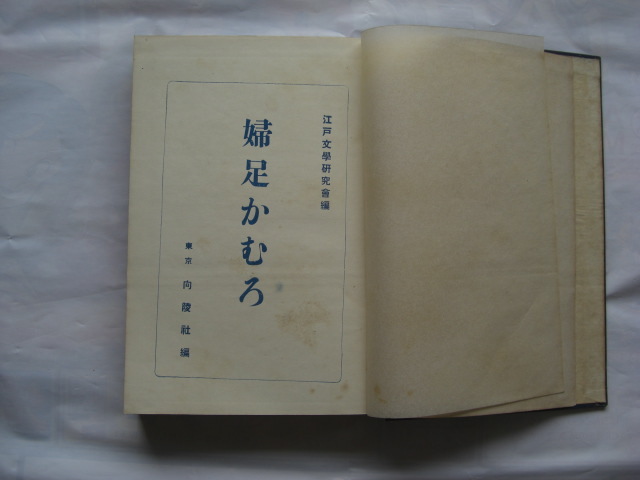 江戸文學研究會編
婦足かむろ
東京 向陵社編